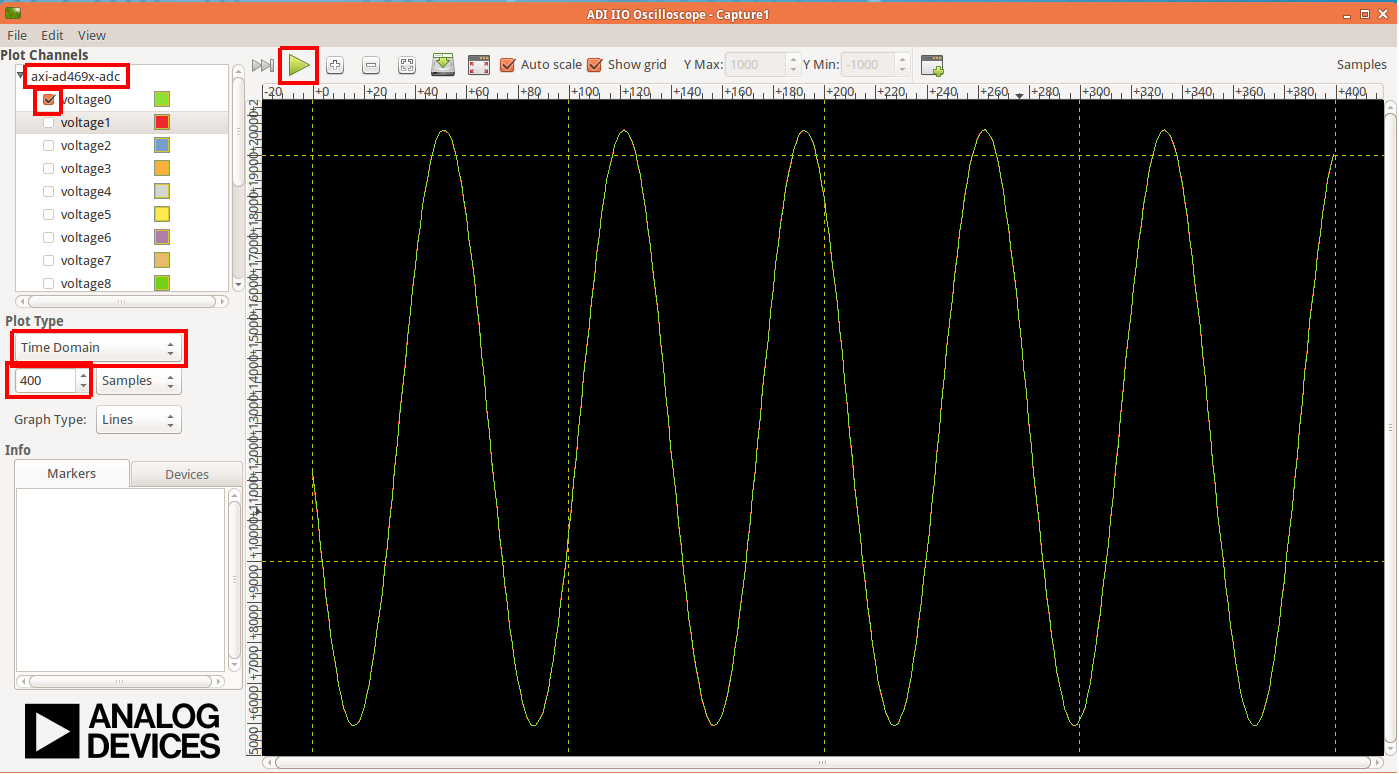 ADI IIO Oscilloscope - Capture1
File Edit View
Plot Channels
axi-ad469x-adc
voltage0
voltage1
voltage2
voltage3
voltage4
voltage5
voltage6
voltage7
voltage8
Plot Type
Time Domain
400 Samples
Graph Type: Lines
Info
Markers Devices
ANALOG
DEVICES
Auto scale Show grid Y Max: 1000 Y Min: -1000 Samples
-20 +0 +20 +40 +60 +80 +100 +120 +140 +160 +180 +200 +220 +240 +260 +280 +300 +320 +340 +360 +380 +400
+2
+20000
+19000
+18000
+17000
+16000
+15000
+14000
+13000
+12000
+11000
+10000
+9000
+8000
+7000
+6000
5000